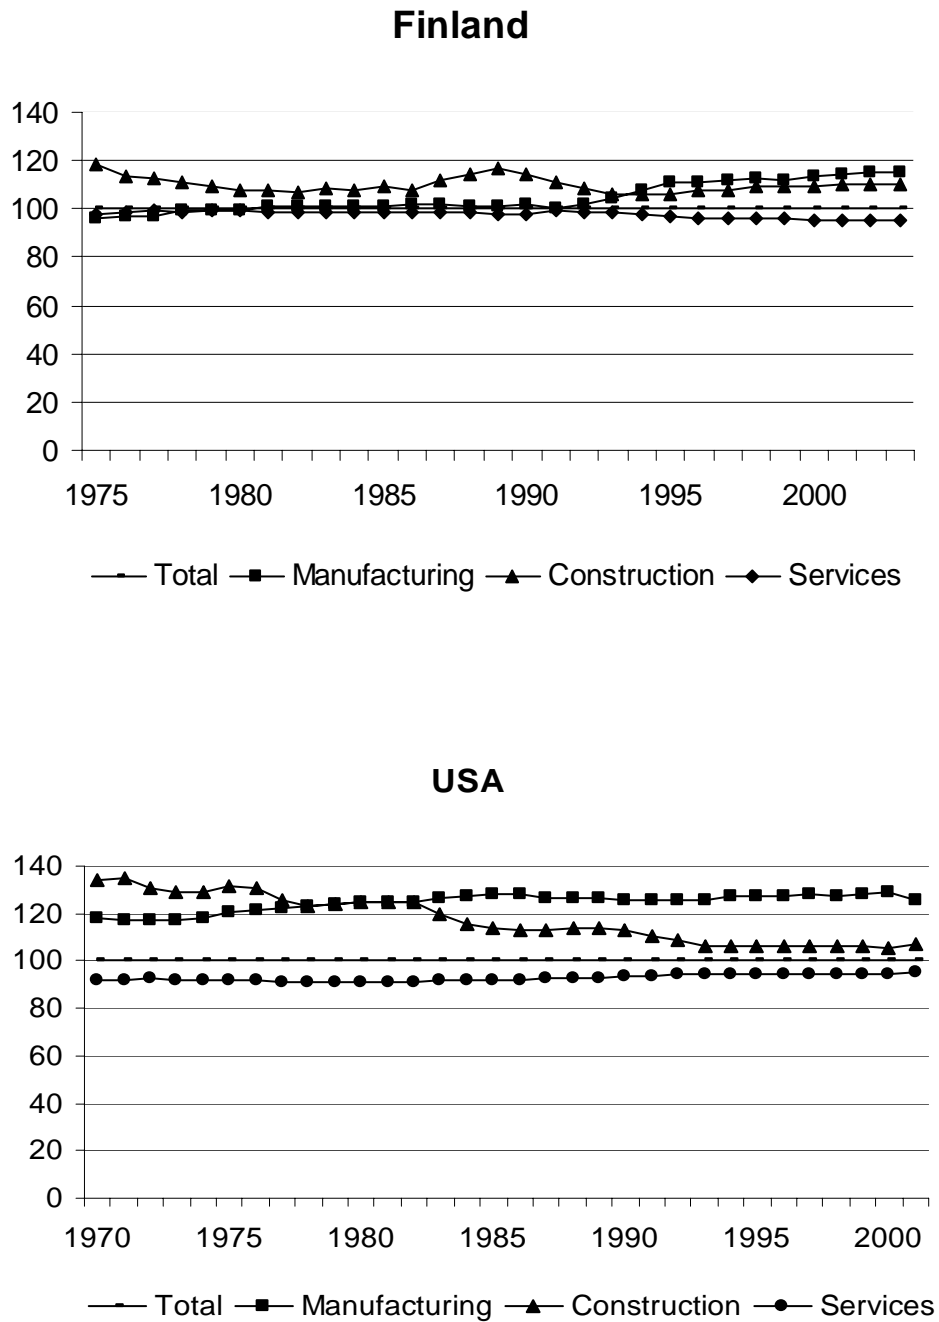 Finland
140
120
100
80
60
40
20
0
1975 1980 1985 1990 1995 2000
Total Manufacturing Construction Services
USA
140
120
100
80
60
40
20
0
1970 1975 1980 1985 1990 1995 2000
Total Manufacturing Construction Services